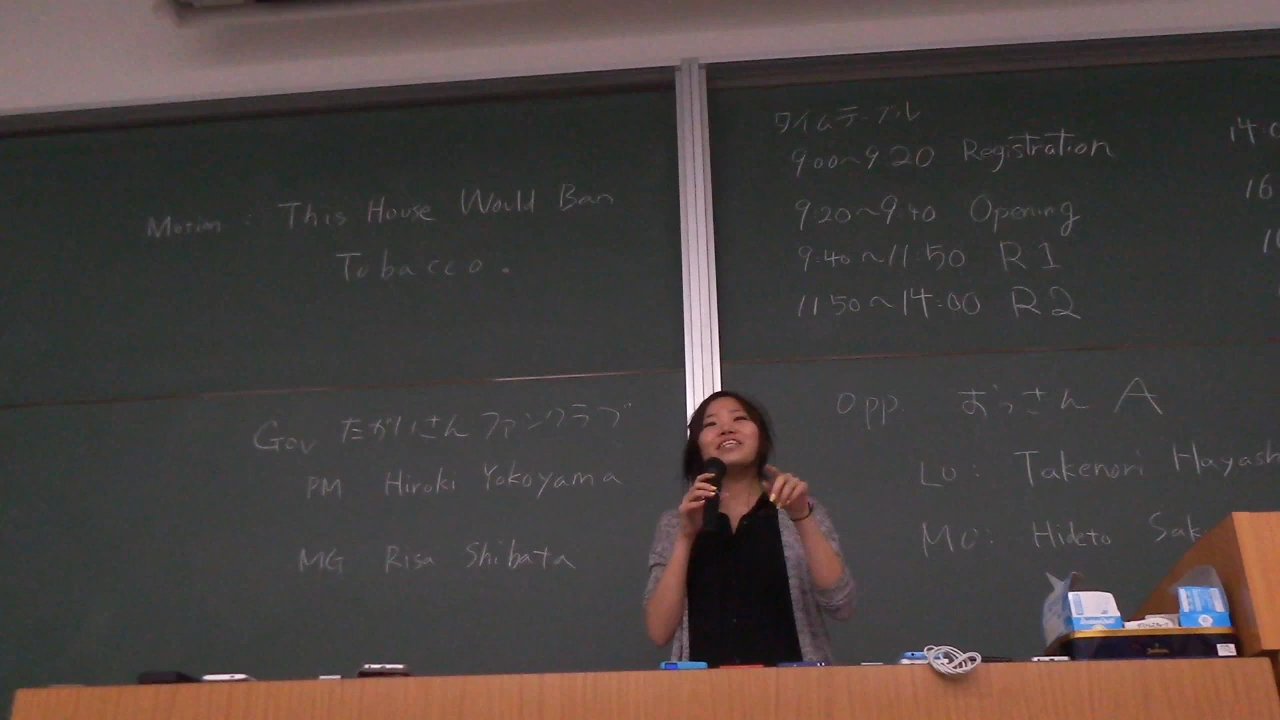 Motion : This House Would Ban
Tobacco.
Gov たがいさんファンクラブ
PM Hiroki Yokoyama
MG Risa Shibata
タイムテーブル
9:00~9:20 Registration
9:20~9:40 Opening
9:40~11:50 R1
11:50~14:00 R2
14:0
16
Opp. おっさん A
LO: Takenori Hayash
MO: Hideto Sak